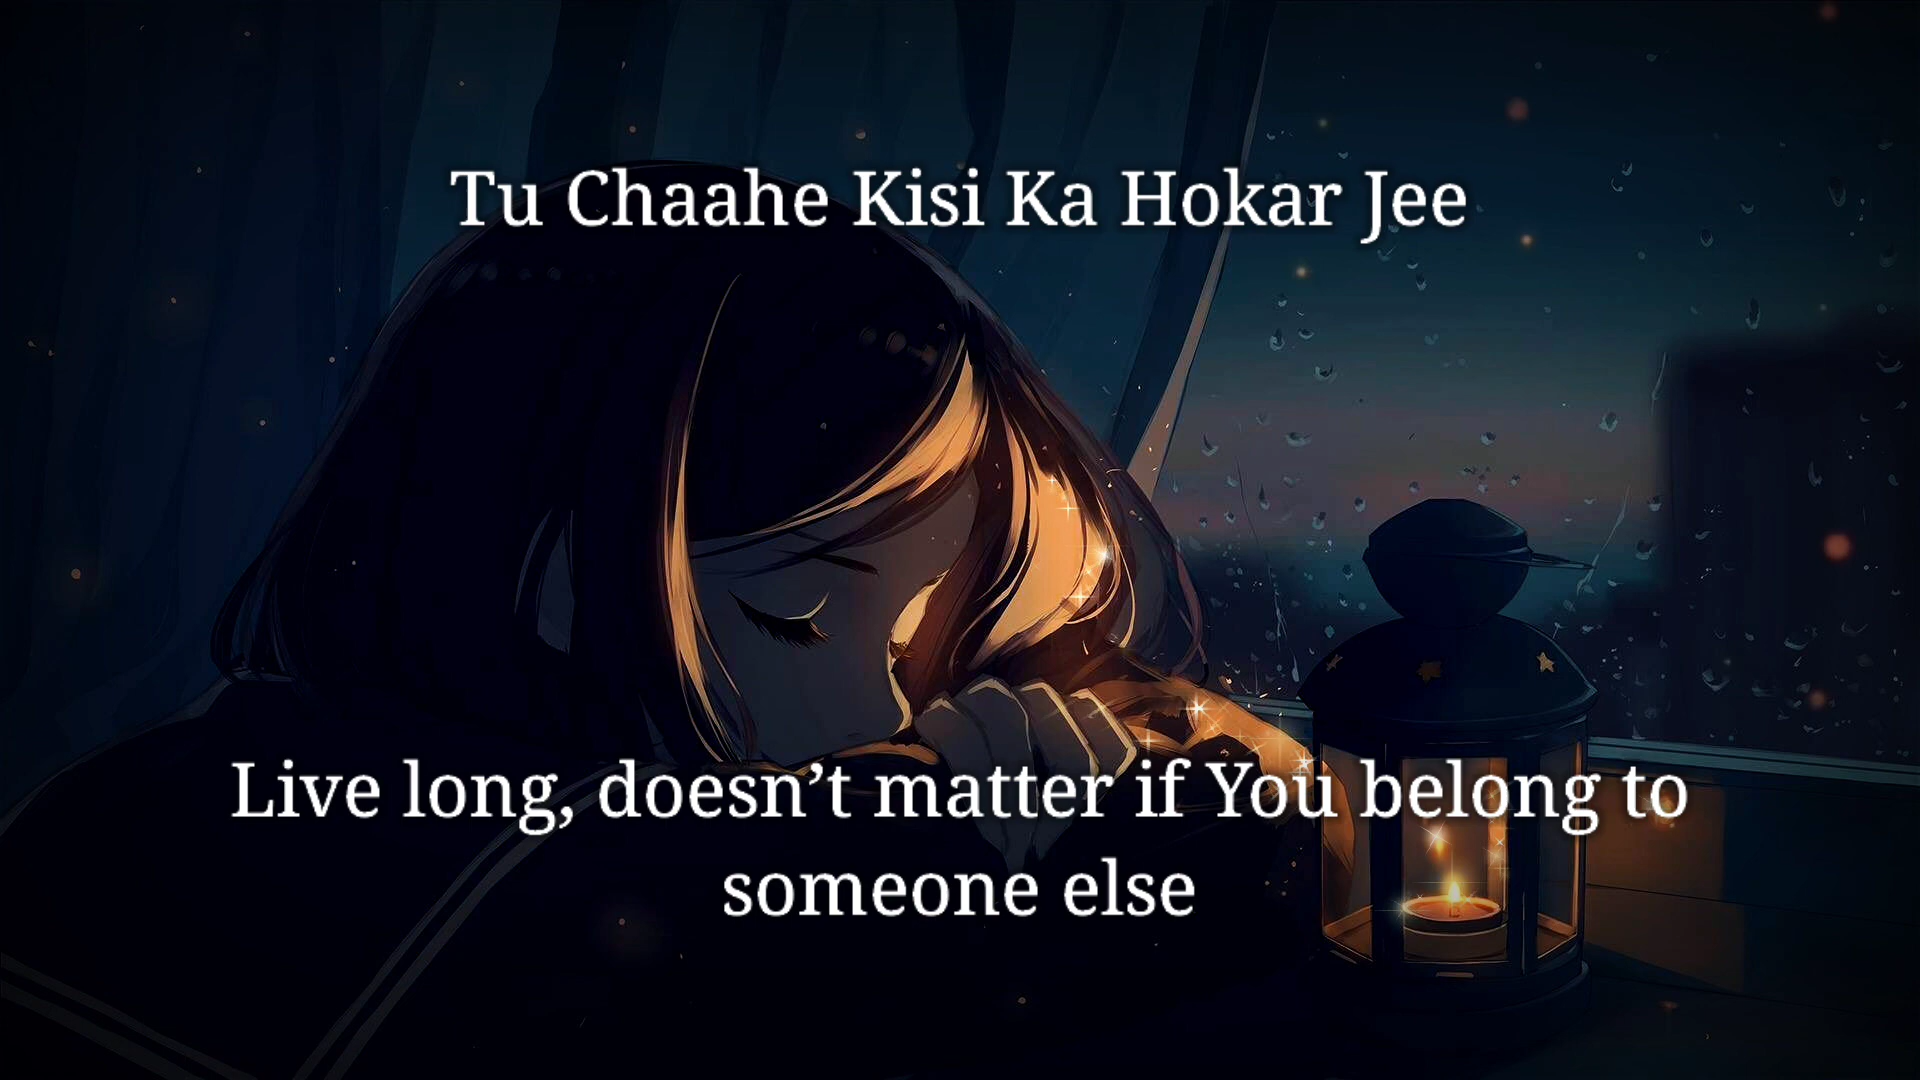 Tu Chaahe Kisi Ka Hokar Jee
Live long, doesn’t matter if You belong to
someone else